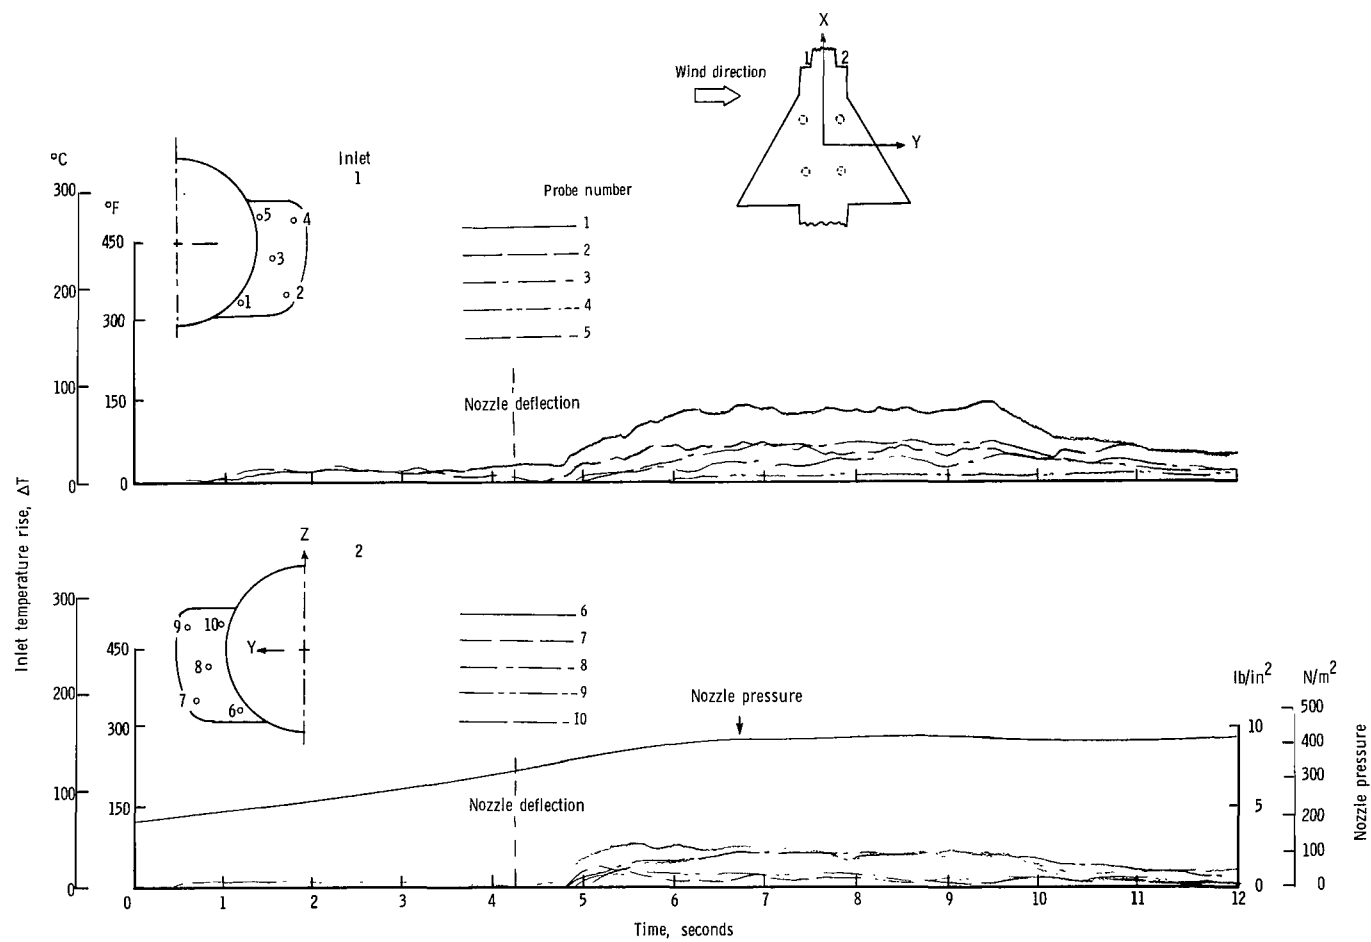 X
1 2
Wind direction
Y
°C
Inlet
1
300
°F
Probe number
5 4
1
450
2
3
3
200
4
1 2
300
5
100
150
Nozzle deflection
0
0
Inlet temperature rise, ΔT
Z
2
300
6
9 10
7
450
Y
8
8
200
9
7
6
10
lb/in2 N/m2
Nozzle pressure
500
300
10
400
300
100
150
Nozzle deflection
5
200
100
0
0
0
0 1 2 3 4 5 6 7 8 9 10 11 12
Time, seconds
Nozzle pressure